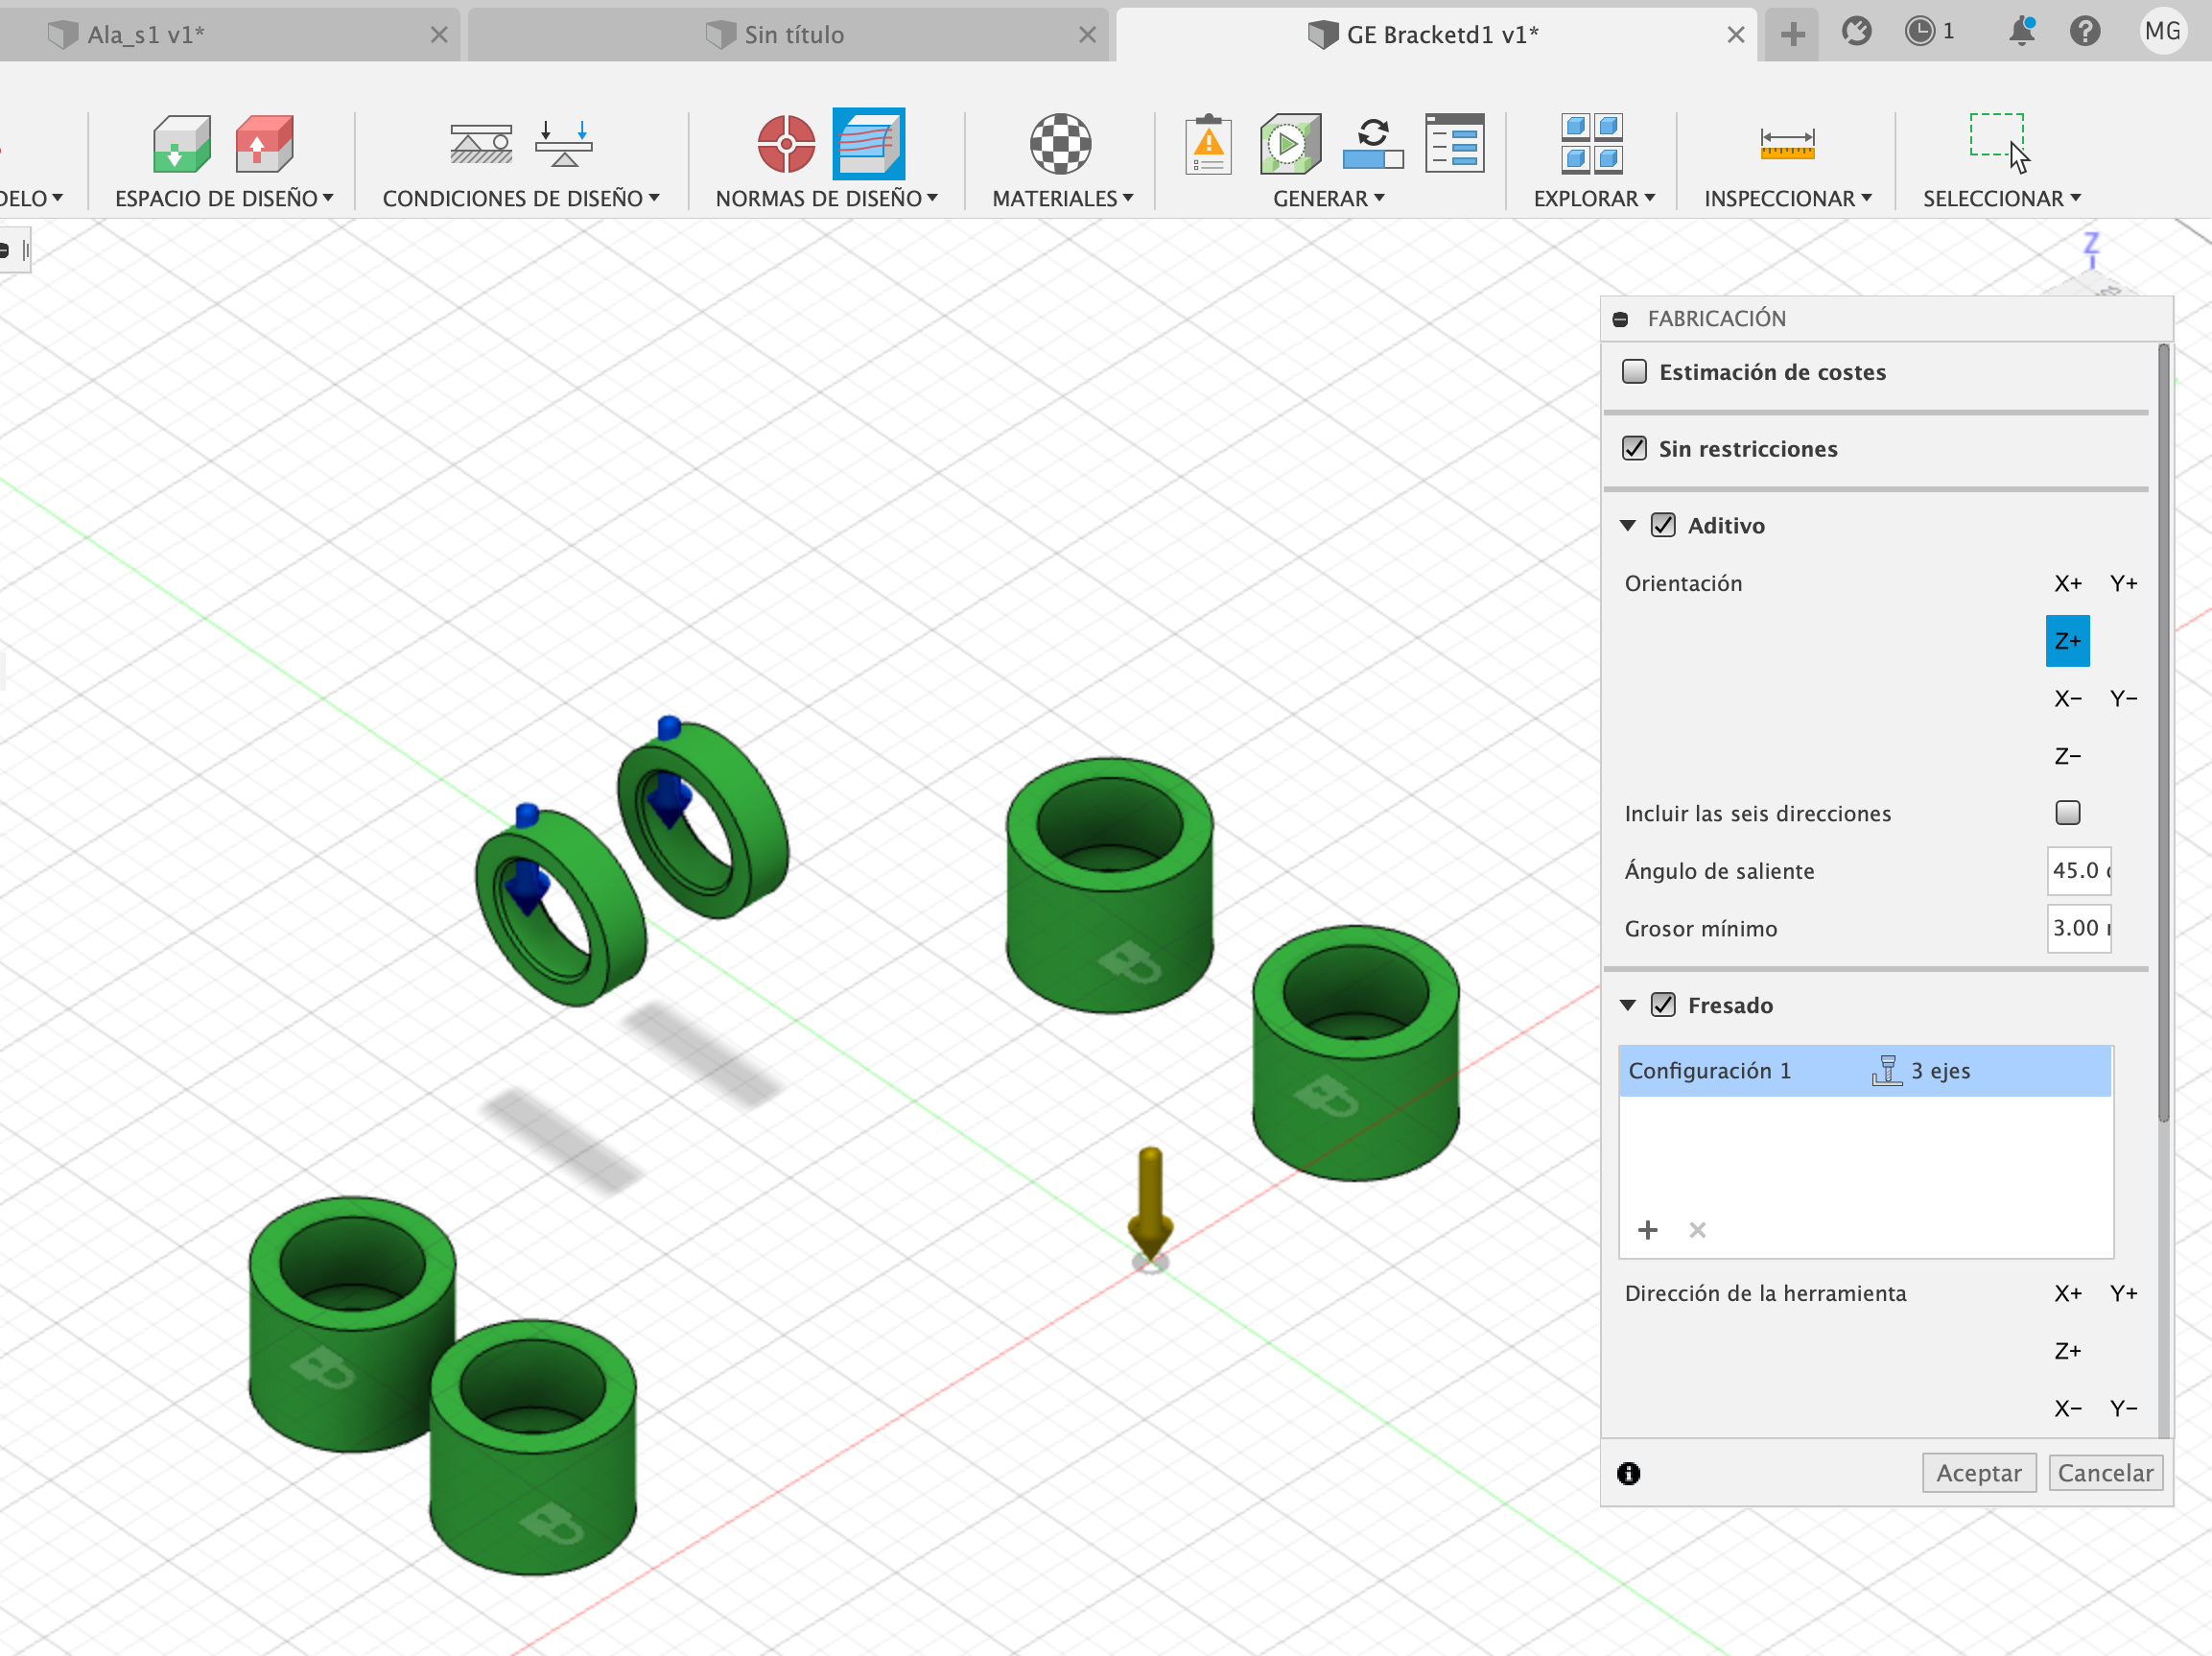 Ala_s1 v1*
Sin título
GE Bracketd1 v1*
1
MG
DELO
ESPACIO DE DISEÑO
CONDICIONES DE DISEÑO
NORMAS DE DISEÑO
MATERIALES
GENERAR
EXPLORAR
INSPECCIONAR
SELECCIONAR
Z
FABRICACIÓN
Estimación de costes
Sin restricciones
Aditivo
Orientación X+ Y+
Z+
X- Y-
Z-
Incluir las seis direcciones
Ángulo de saliente 45.0
Grosor mínimo 3.00
Fresado
Configuración 1 3 ejes
Dirección de la herramienta X+ Y+
Z+
X- Y-
Aceptar Cancelar